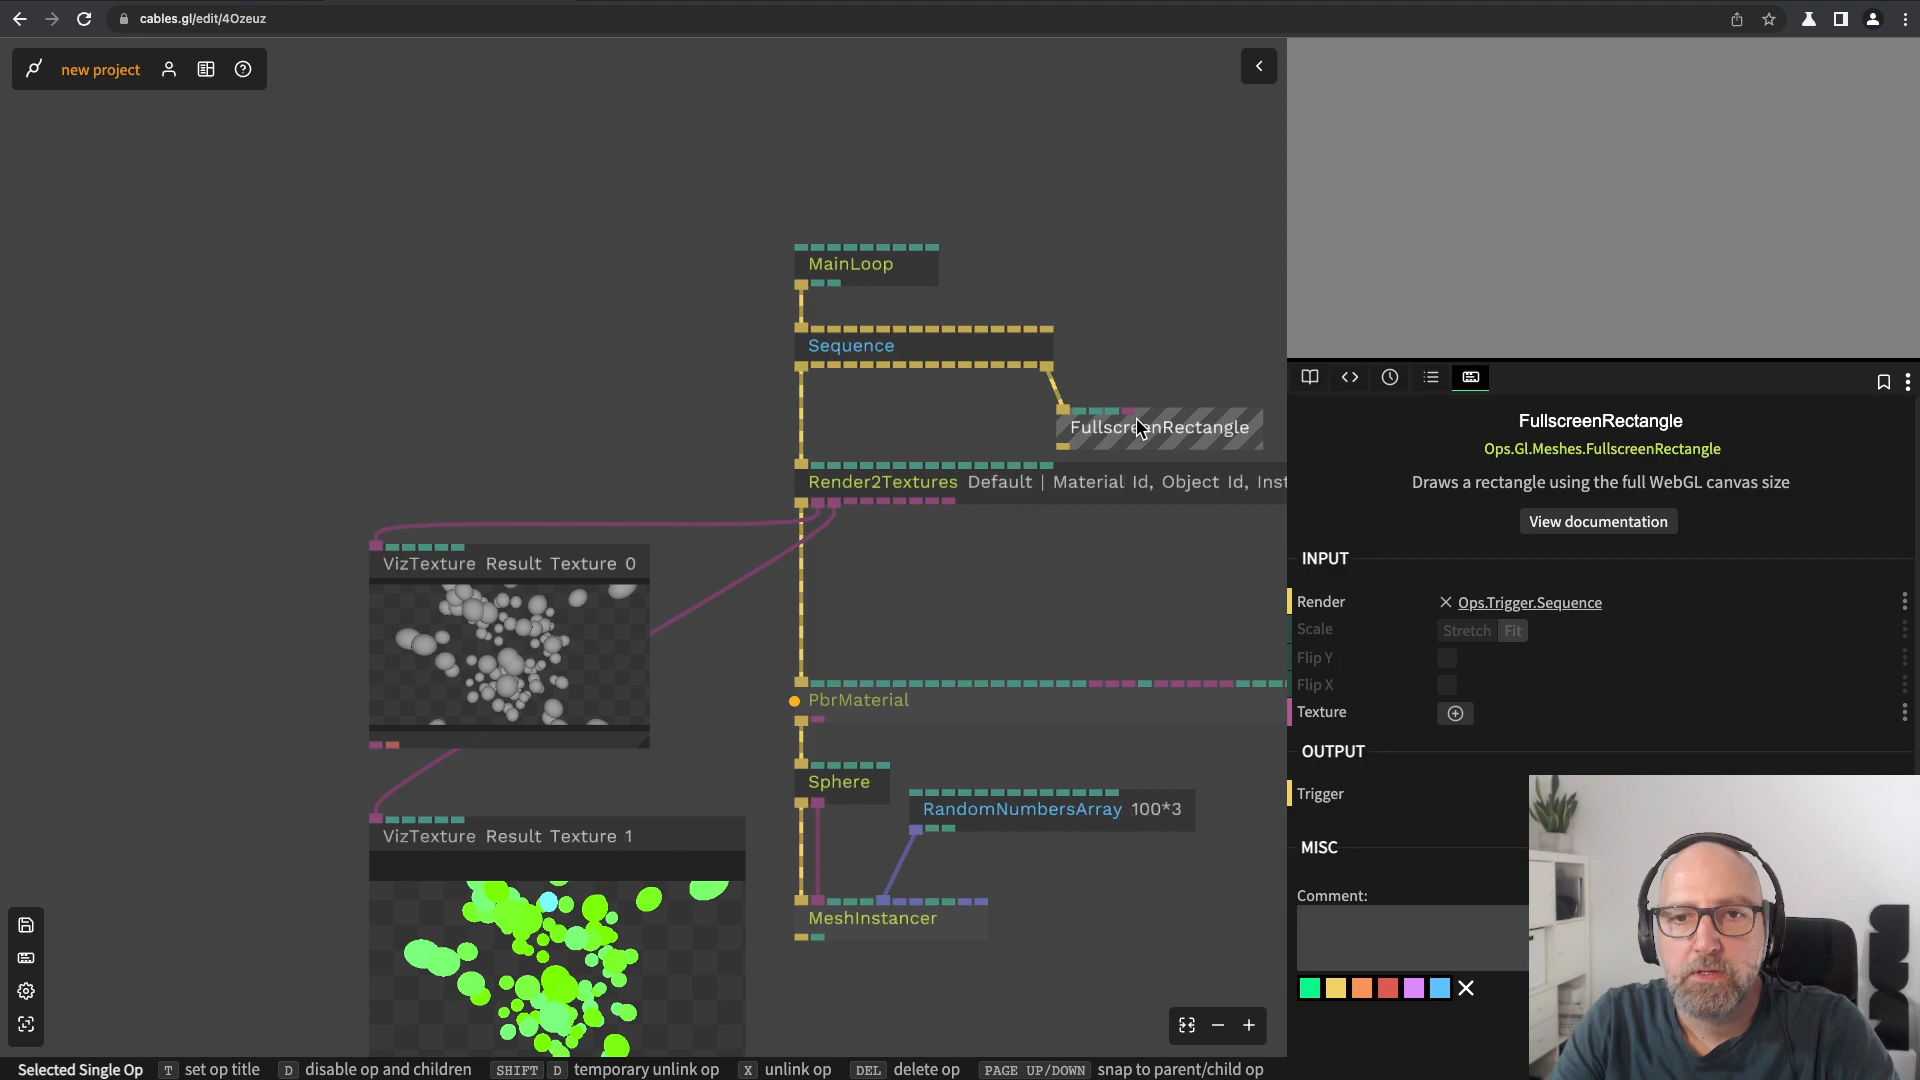 cables.gl/edit/4Ozeuz
new project
MainLoop
Sequence
FullscreenRectangle
Render2Textures Default | Material Id, Object Id, Inst
VizTexture Result Texture 0
PbrMaterial
Sphere
RandomNumbersArray 100*3
VizTexture Result Texture 1
MeshInstancer
FullscreenRectangle
Ops.Gl.Meshes.FullscreenRectangle
Draws a rectangle using the full WebGL canvas size
View documentation
INPUT
Render Ops.Trigger.Sequence
Scale Stretch Fit
Flip Y
Flip X
Texture
OUTPUT
Trigger
MISC
Comment:
Selected Single Op T set op title D disable op and children SHIFT D temporary unlink op X unlink op DEL delete op PAGE UP/DOWN snap to parent/child op